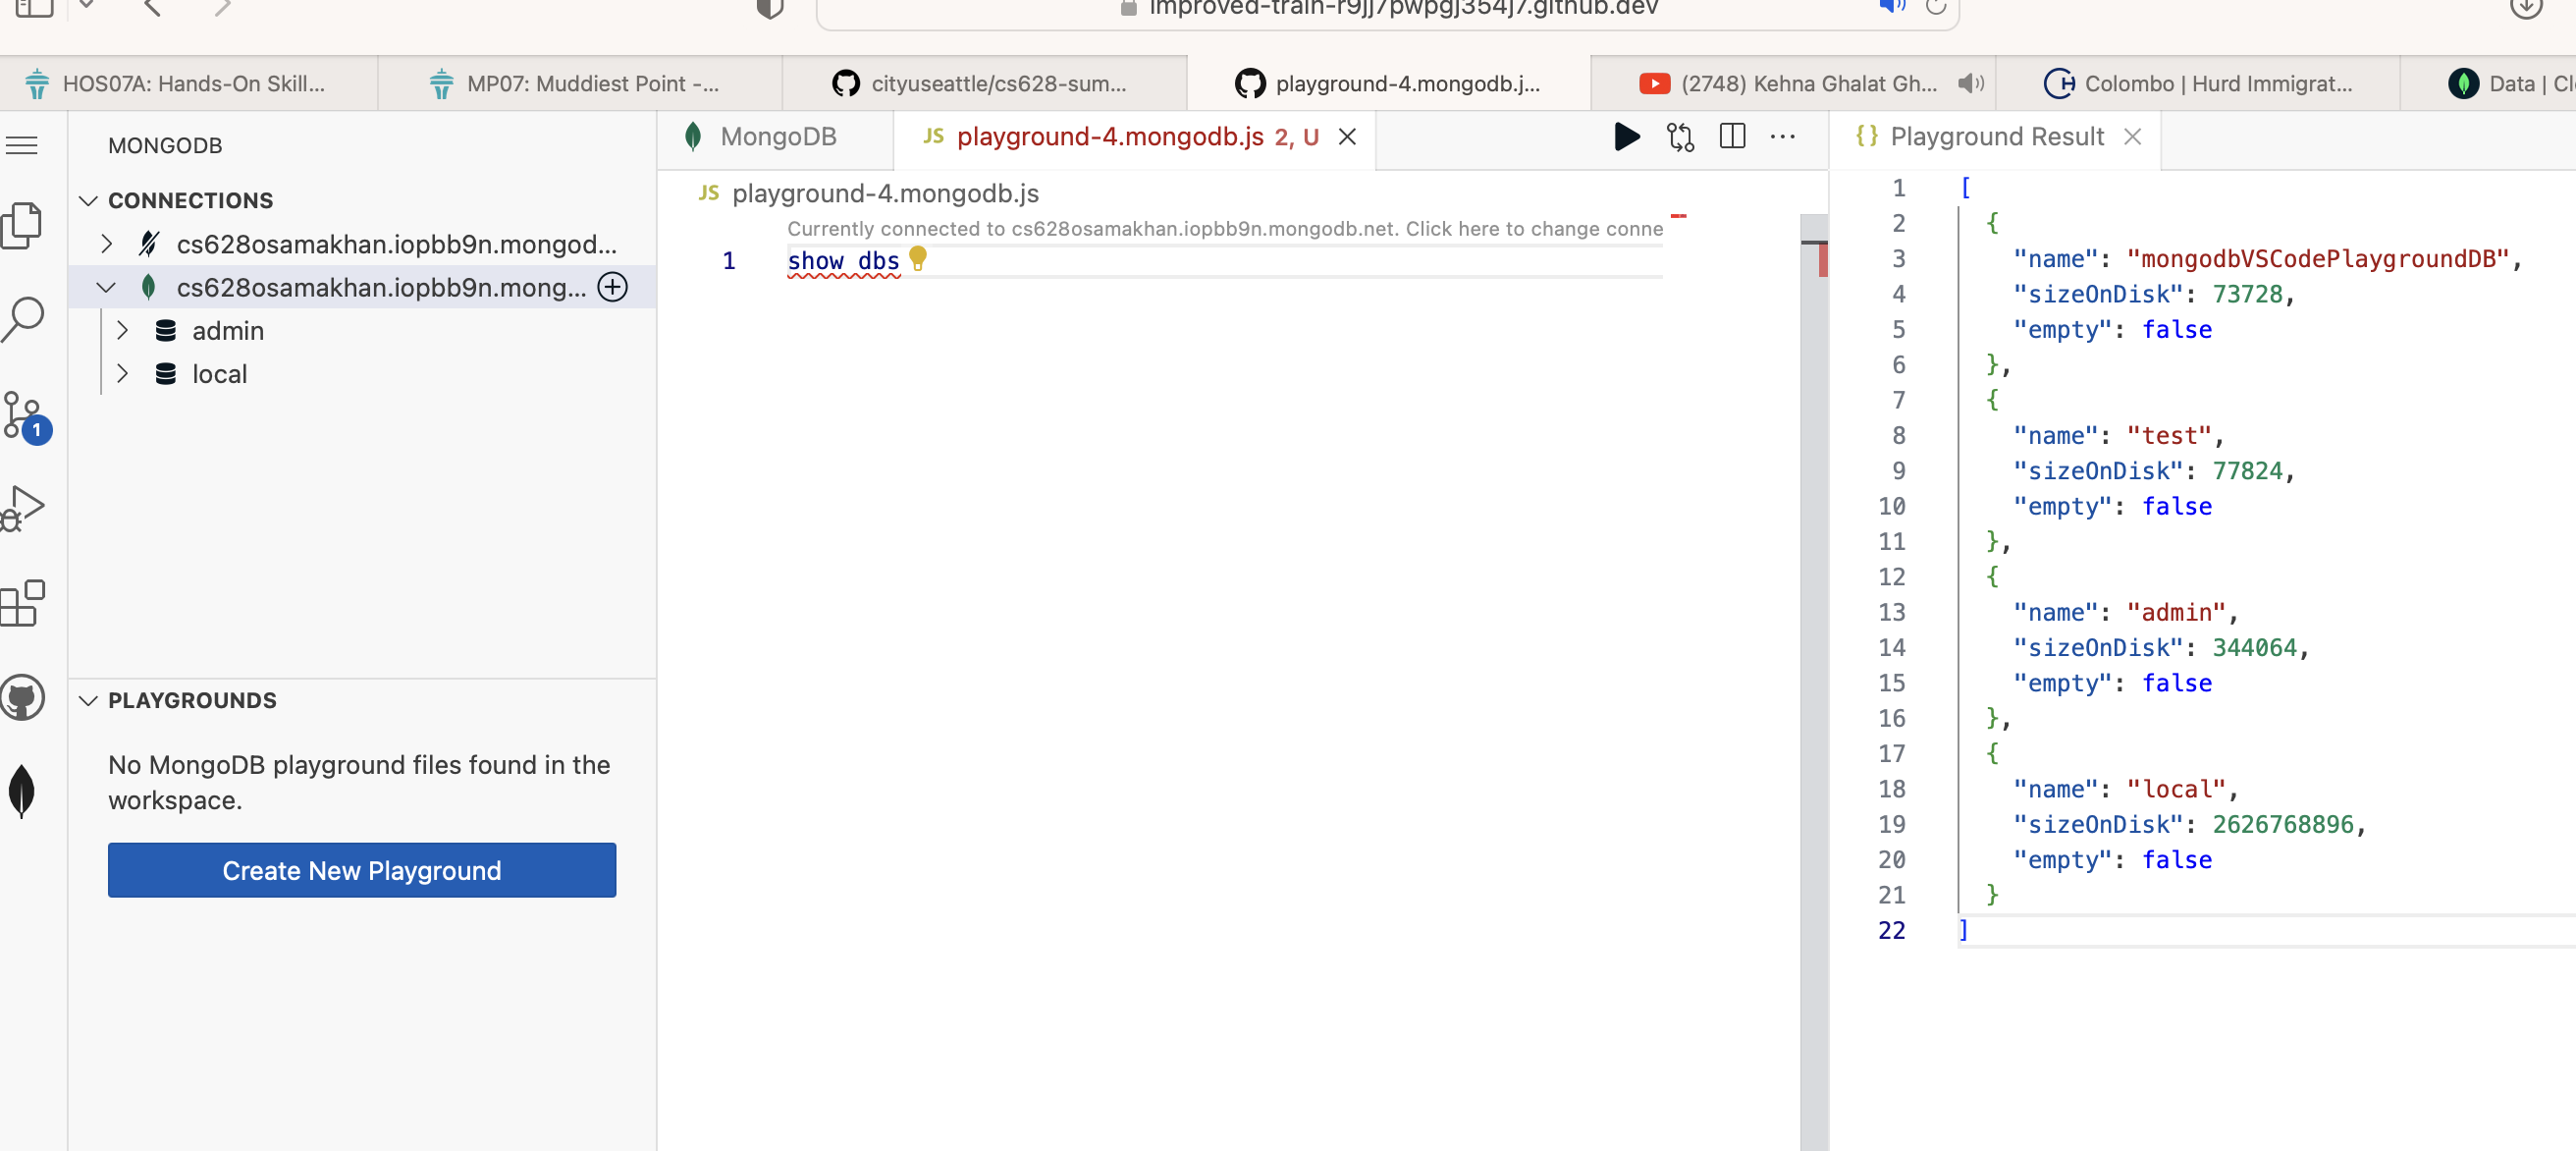 improved-train-r9jj7pwpgj354j7.github.dev
HOS07A: Hands-On Skill...
MP07: Muddiest Point -...
cityuseattle/cs628-sum...
playground-4.mongodb.j...
(2748) Kehna Ghalat Gh...
Colombo | Hurd Immigrat...
Data | Cl
MONGODB
CONNECTIONS
cs628osamakhan.iopbb9n.mongod...
cs628osamakhan.iopbb9n.mong...
admin
local
1
PLAYGROUNDS
No MongoDB playground files found in the
workspace.
Create New Playground
MongoDB
JS playground-4.mongodb.js 2, U
JS playground-4.mongodb.js
Currently connected to cs628osamakhan.iopbb9n.mongodb.net. Click here to change conne
1 show dbs
{} Playground Result
1 [
2 {
3 "name": "mongodbVSCodePlaygroundDB",
4 "sizeOnDisk": 73728,
5 "empty": false
6 },
7 {
8 "name": "test",
9 "sizeOnDisk": 77824,
10 "empty": false
11 },
12 {
13 "name": "admin",
14 "sizeOnDisk": 344064,
15 "empty": false
16 },
17 {
18 "name": "local",
19 "sizeOnDisk": 2626768896,
20 "empty": false
21 }
22 ]